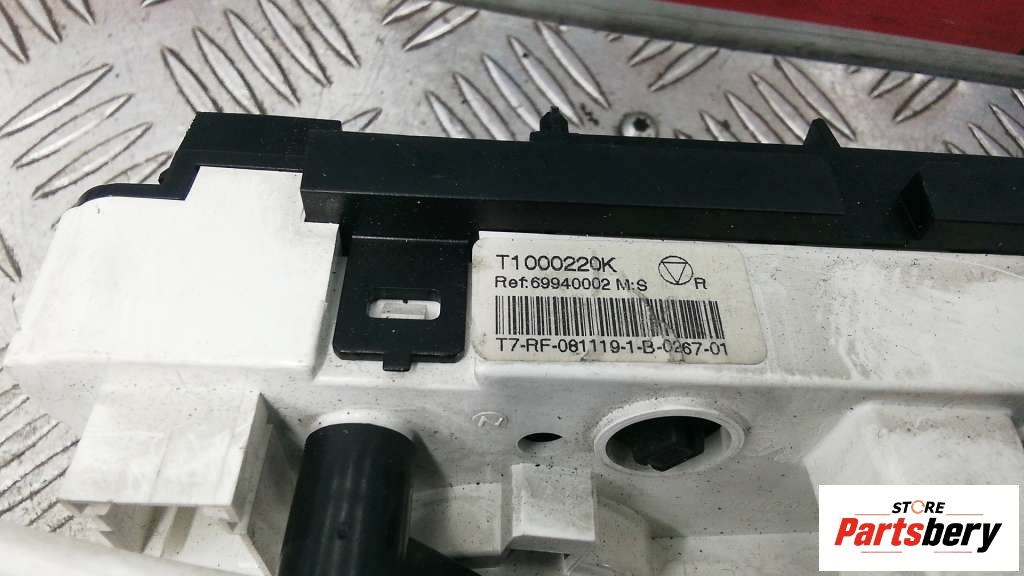 T1000220K
R
Ref:69940002 M:S
T7-RF-081119-1-B-0267-01
STORE
Partsbery